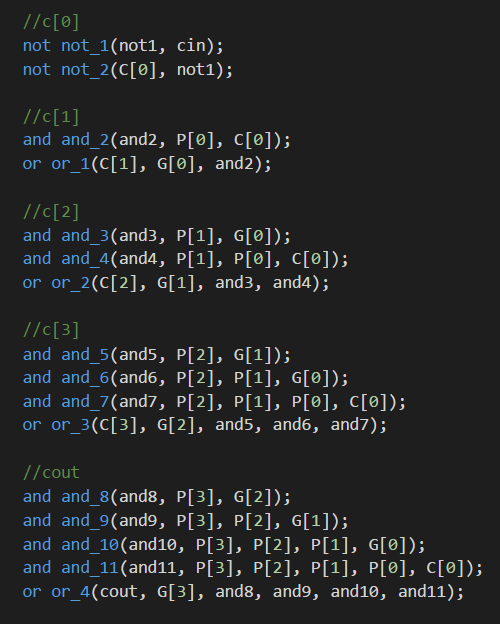 //c[0]
not not_1(not1, cin);
not not_2(C[0], not1);
//c[1]
and and_2(and2, P[0], C[0]);
or or_1(C[1], G[0], and2);
//c[2]
and and_3(and3, P[1], G[0]);
and and_4(and4, P[1], P[0], C[0]);
or or_2(C[2], G[1], and3, and4);
//c[3]
and and_5(and5, P[2], G[1]);
and and_6(and6, P[2], P[1], G[0]);
and and_7(and7, P[2], P[1], P[0], C[0]);
or or_3(C[3], G[2], and5, and6, and7);
//cout
and and_8(and8, P[3], G[2]);
and and_9(and9, P[3], P[2], G[1]);
and and_10(and10, P[3], P[2], P[1], G[0]);
and and_11(and11, P[3], P[2], P[1], P[0], C[0]);
or or_4(cout, G[3], and8, and9, and10, and11);